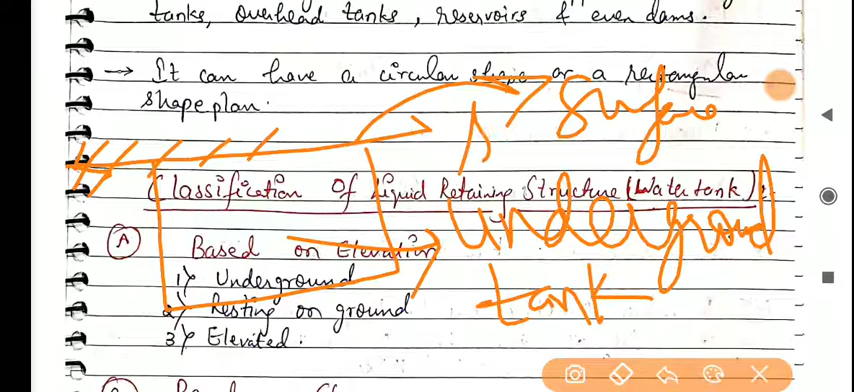 tanks, overhead tanks, reservoirs & even dams.
→ It can have a circular shape or a rectangular
shape plan.
Surface
Classification Of Liquid Retaining Structure (Water tank):
undergroud
tank
A Based on Elevation
1) Underground
2) Resting on ground
3) Elevated.